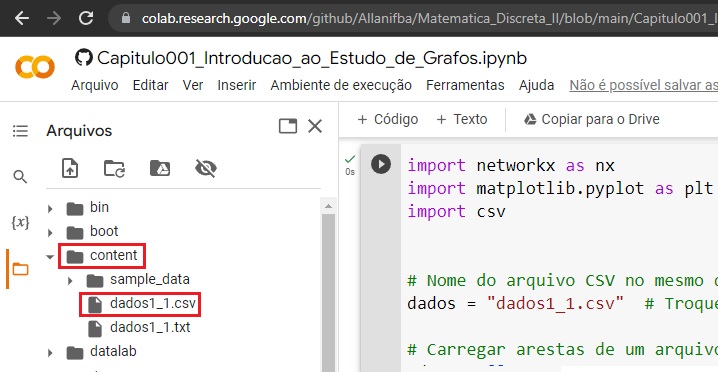 colab.research.google.com/github/Allanifba/Matematica_Discreta_II/blob/main/Capitulo001_I
Capitulo001_Introducao_ao_Estudo_de_Grafos.ipynb
Arquivo Editar Ver Inserir Ambiente de execução Ferramentas Ajuda Não é possível salvar as
Arquivos
+ Código + Texto Copiar para o Drive
{x}
bin
boot
content
sample_data
dados1_1.csv
dados1_1.txt
datalab
0s
import networkx as nx
import matplotlib.pyplot as plt
import csv
# Nome do arquivo CSV no mesmo
dados = "dados1_1.csv" # Troque
# Carregar arestas de um arquivo